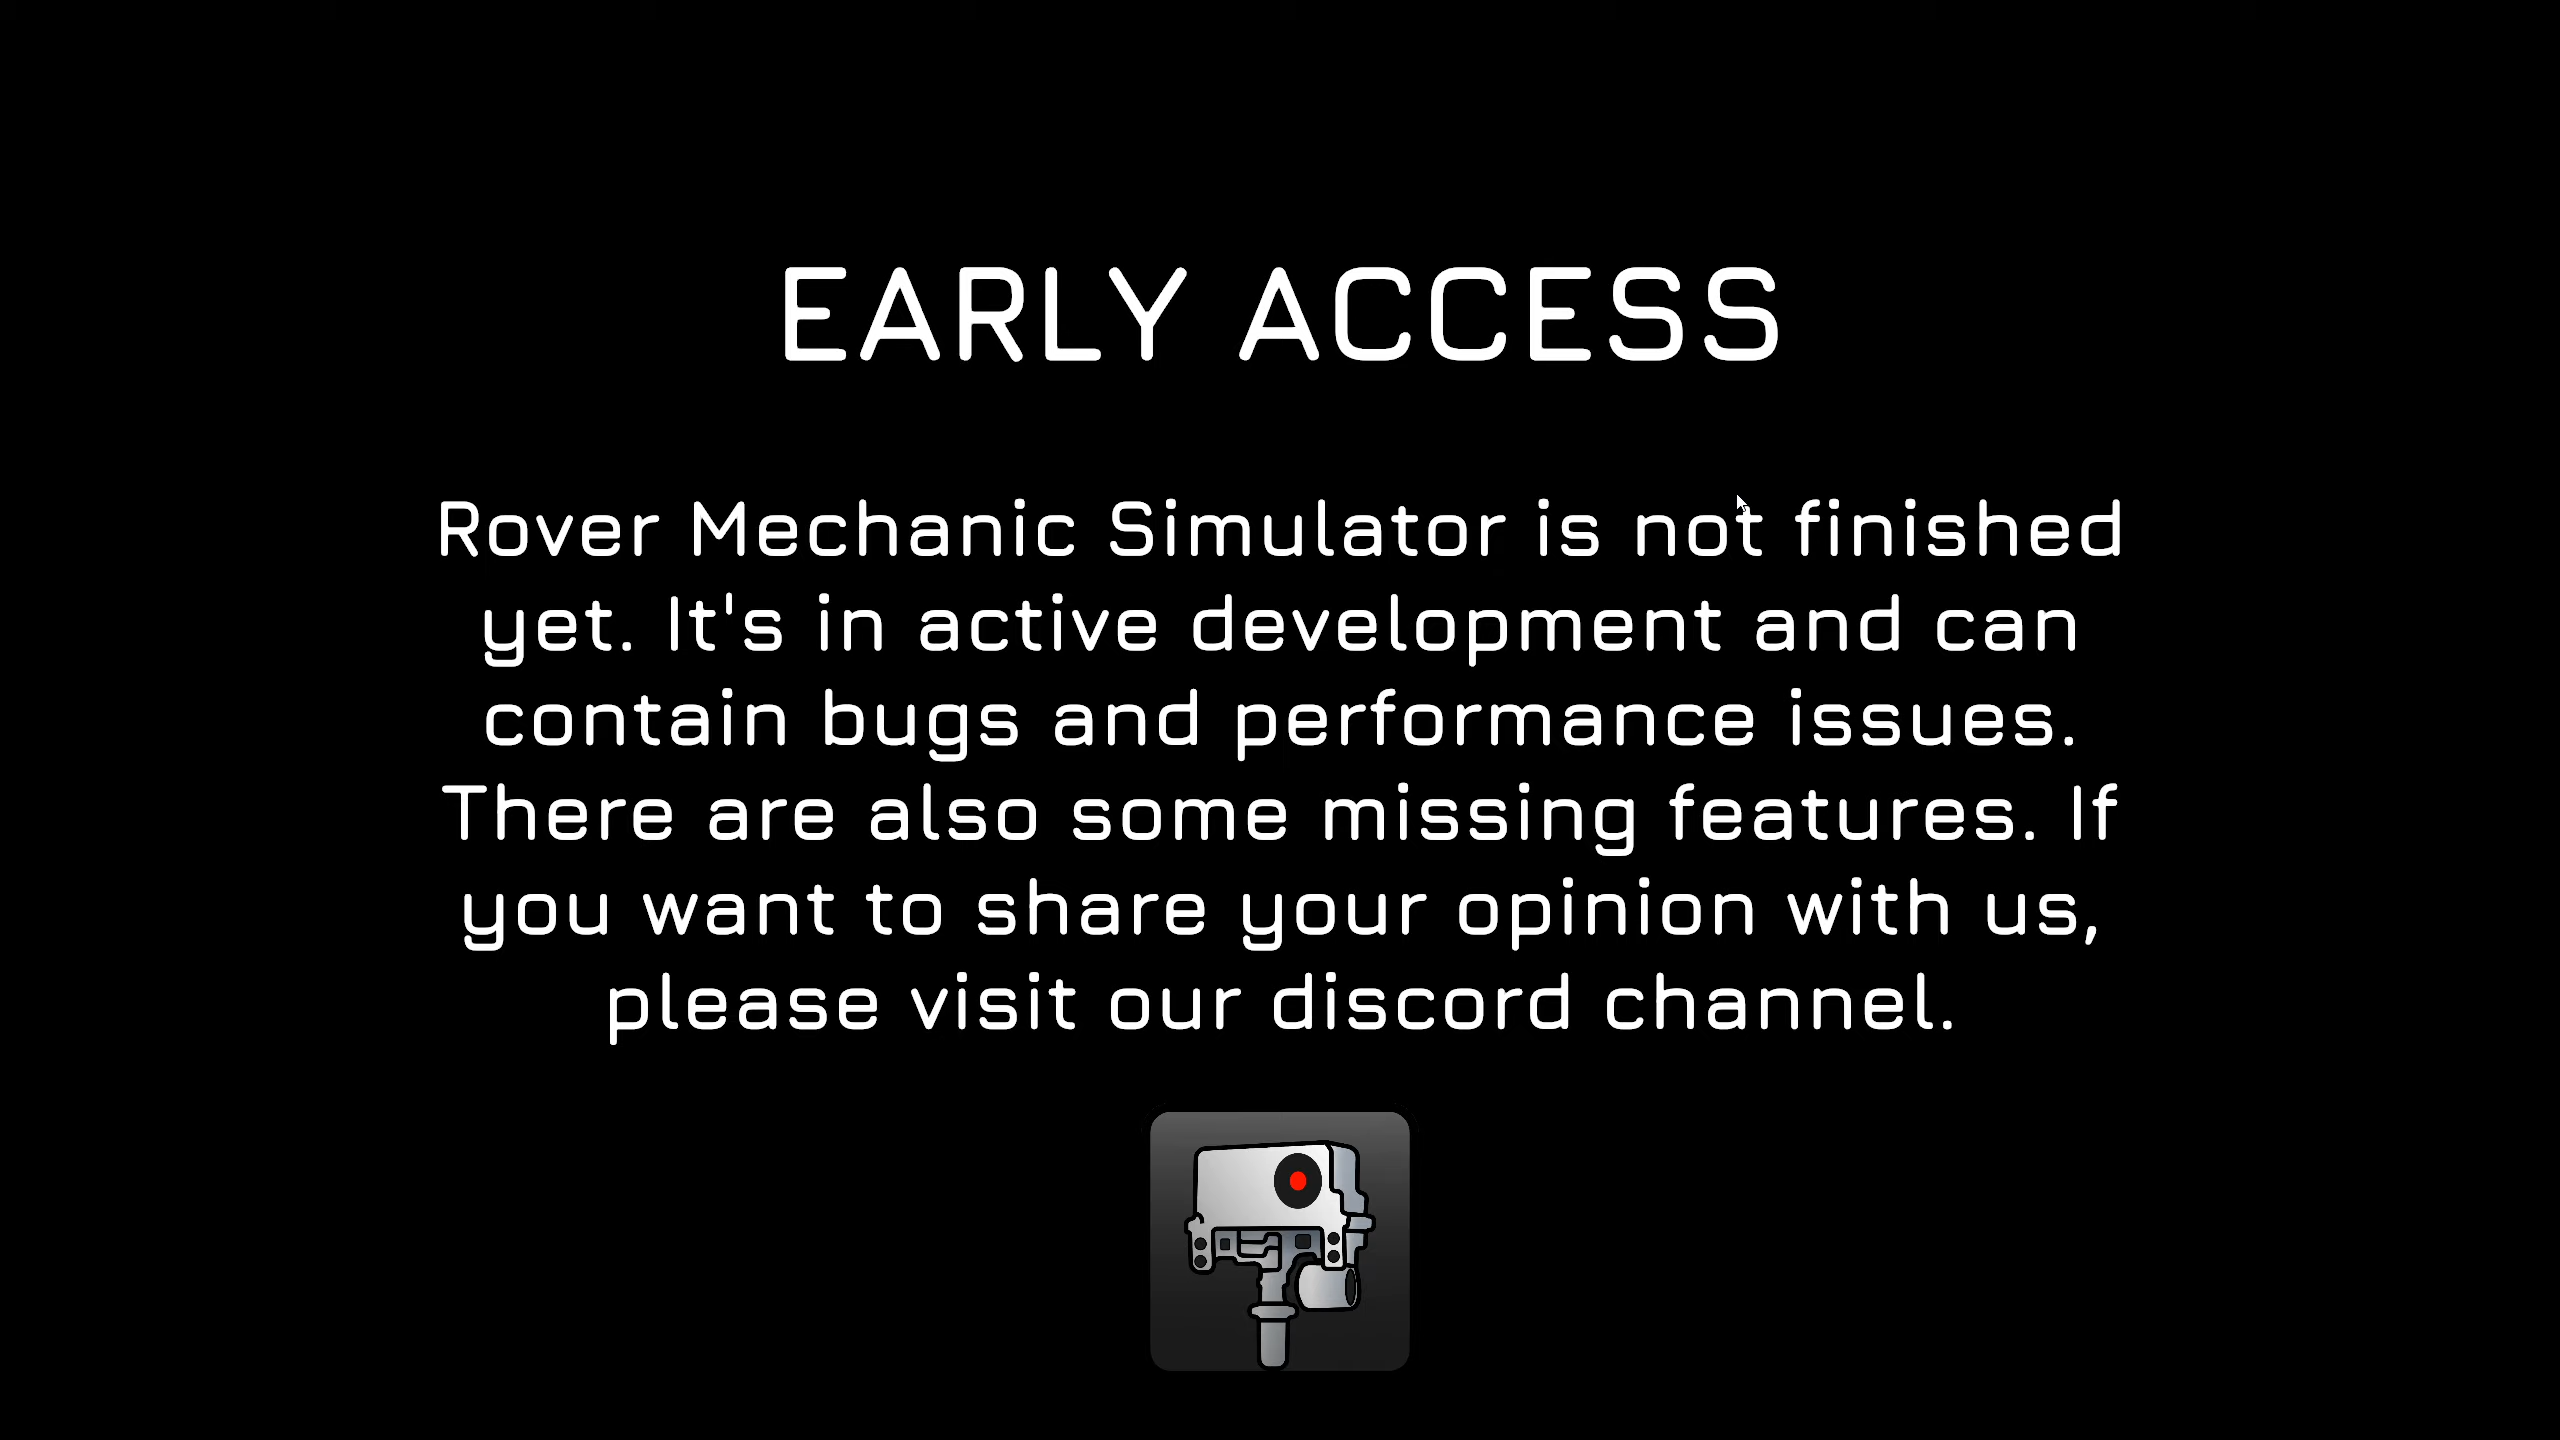 EARLY ACCESS
Rover Mechanic Simulator is not finished
yet. It's in active development and can
contain bugs and performance issues.
There are also some missing features. If
you want to share your opinion with us,
please visit our discord channel.